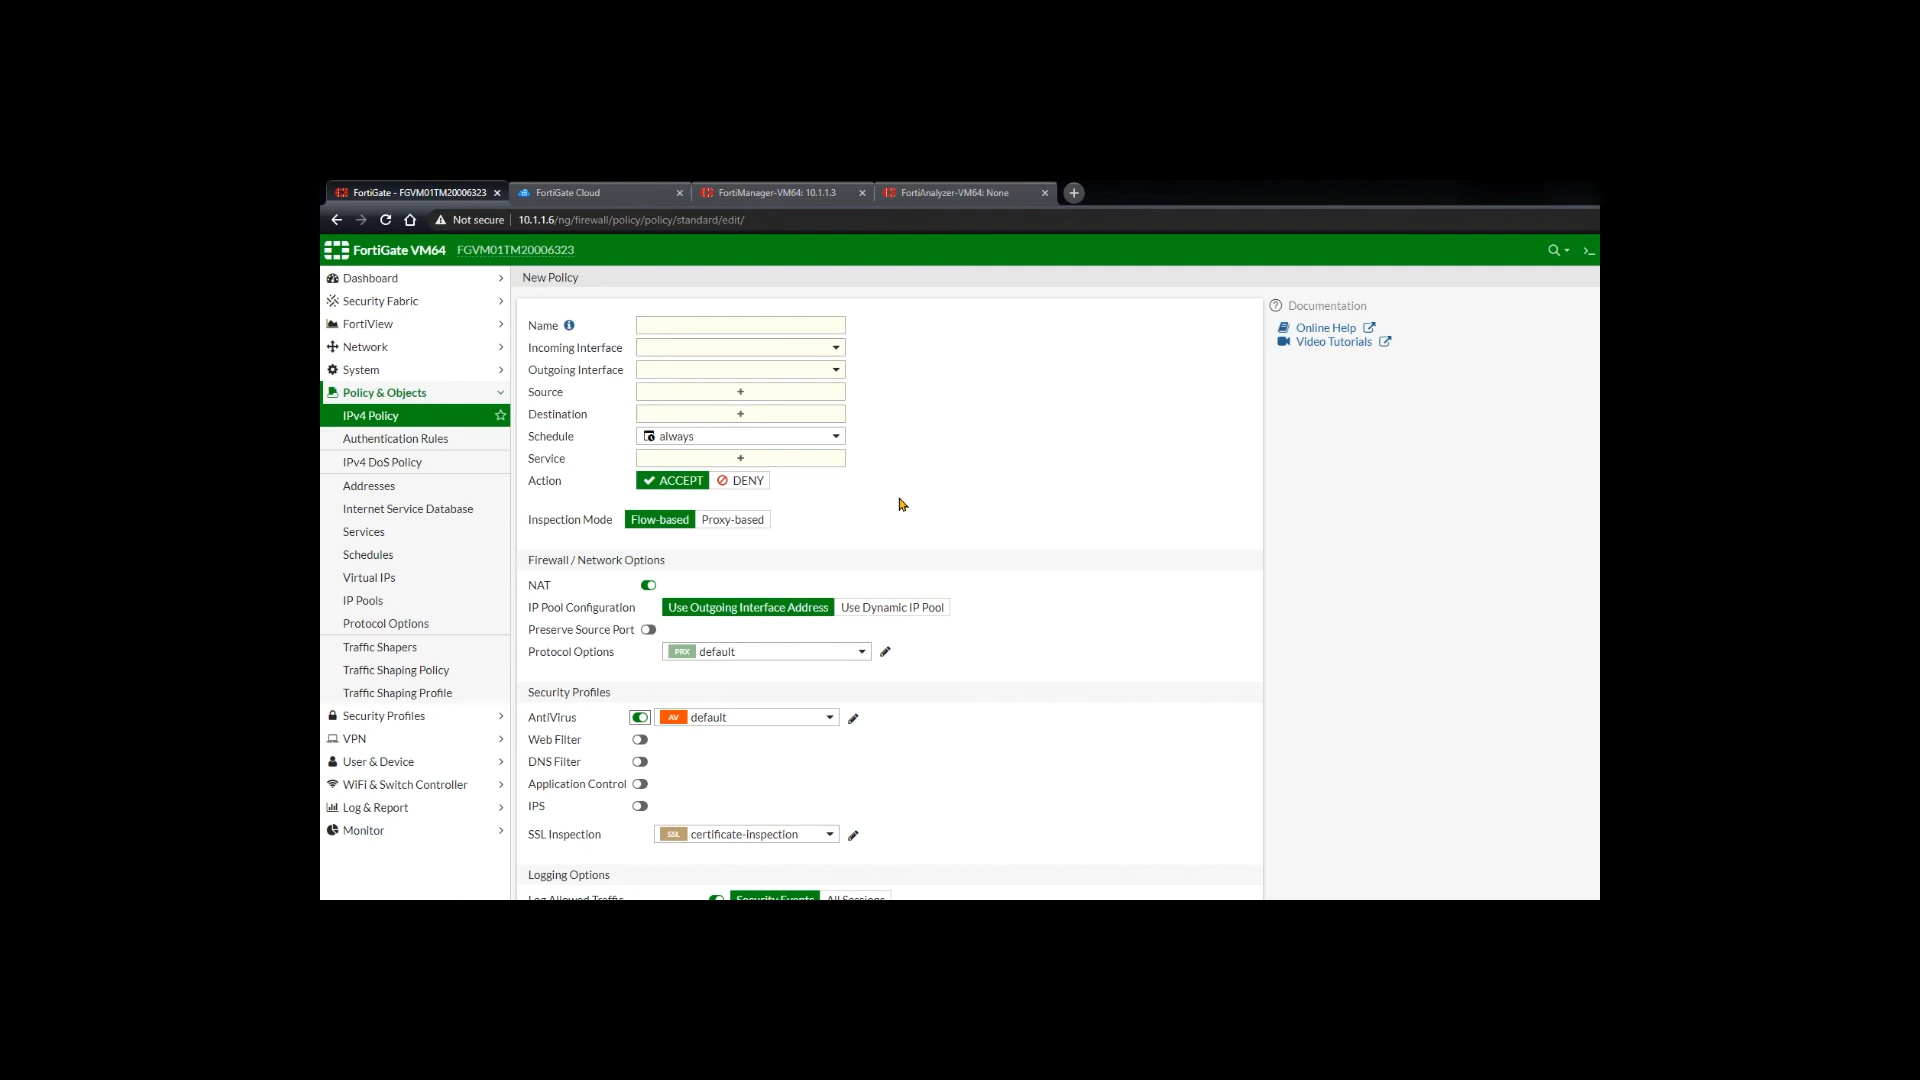 FortiGate - FGVM01TM20006323
FortiGate Cloud
FortiManager-VM64: 10.1.1.3
FortiAnalyzer-VM64: None
Not secure 10.1.1.6/ng/firewall/policy/policy/standard/edit/
FortiGate VM64 FGVM01TM20006323
Dashboard
Security Fabric
FortiView
Network
System
Policy & Objects
IPv4 Policy
Authentication Rules
IPv4 DoS Policy
Addresses
Internet Service Database
Services
Schedules
Virtual IPs
IP Pools
Protocol Options
Traffic Shapers
Traffic Shaping Policy
Traffic Shaping Profile
Security Profiles
VPN
User & Device
WiFi & Switch Controller
Log & Report
Monitor
New Policy
Name
Incoming Interface
Outgoing Interface
Source +
Destination +
Schedule always
Service +
Action ACCEPT DENY
Inspection Mode Flow-based Proxy-based
Firewall / Network Options
NAT
IP Pool Configuration Use Outgoing Interface Address Use Dynamic IP Pool
Preserve Source Port
Protocol Options PRX default
Security Profiles
AntiVirus AV default
Web Filter
DNS Filter
Application Control
IPS
SSL Inspection SSL certificate-inspection
Logging Options
Log Allowed Traffic Security Events All Sessions
Documentation
Online Help
Video Tutorials